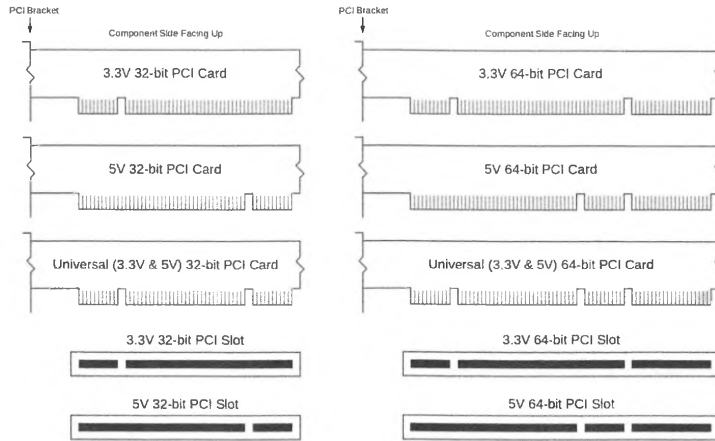 PCI Bracket
Component Side Facing Up
3.3V 32-bit PCI Card
5V 32-bit PCI Card
Universal (3.3V & 5V) 32-bit PCI Card
3.3V 32-bit PCI Slot
5V 32-bit PCI Slot
PCI Bracket
Component Side Facing Up
3.3V 64-bit PCI Card
5V 64-bit PCI Card
Universal (3.3V & 5V) 64-bit PCI Card
3.3V 64-bit PCI Slot
5V 64-bit PCI Slot